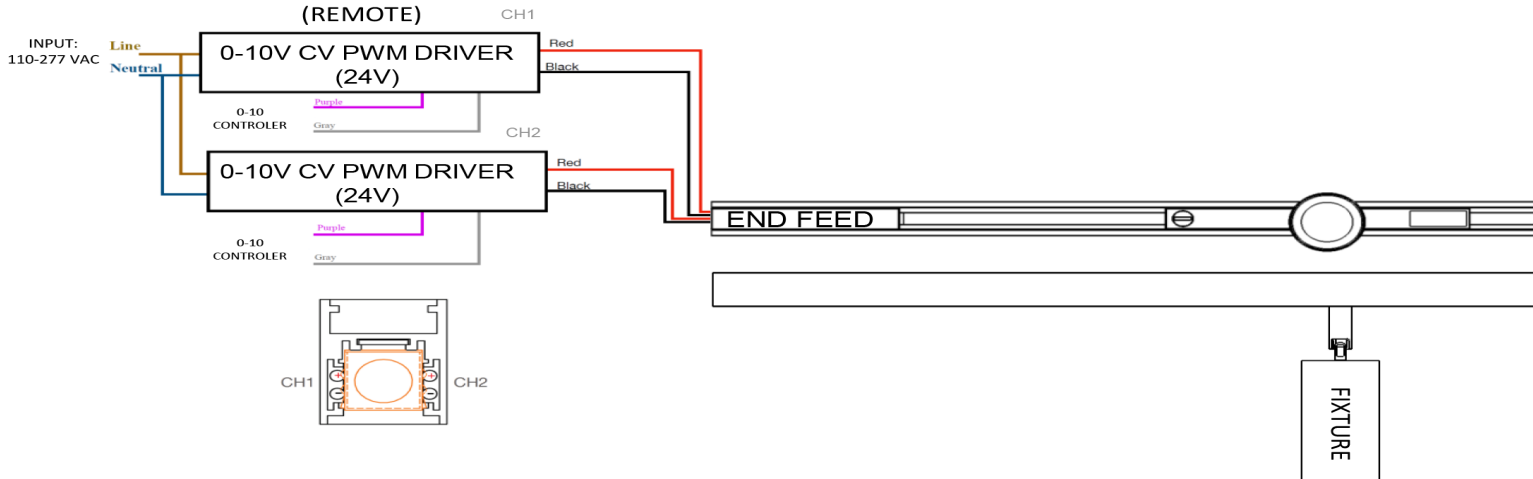 (REMOTE)
CH1
INPUT:
110-277 VAC
Line
Neutral
0-10V CV PWM DRIVER
(24V)
Red
Black
Purple
0-10
CONTROLER
Gray
CH2
0-10V CV PWM DRIVER
(24V)
Red
Black
Purple
0-10
CONTROLER
Gray
END FEED
CH1
+
−
+
−
CH2
FIXTURE